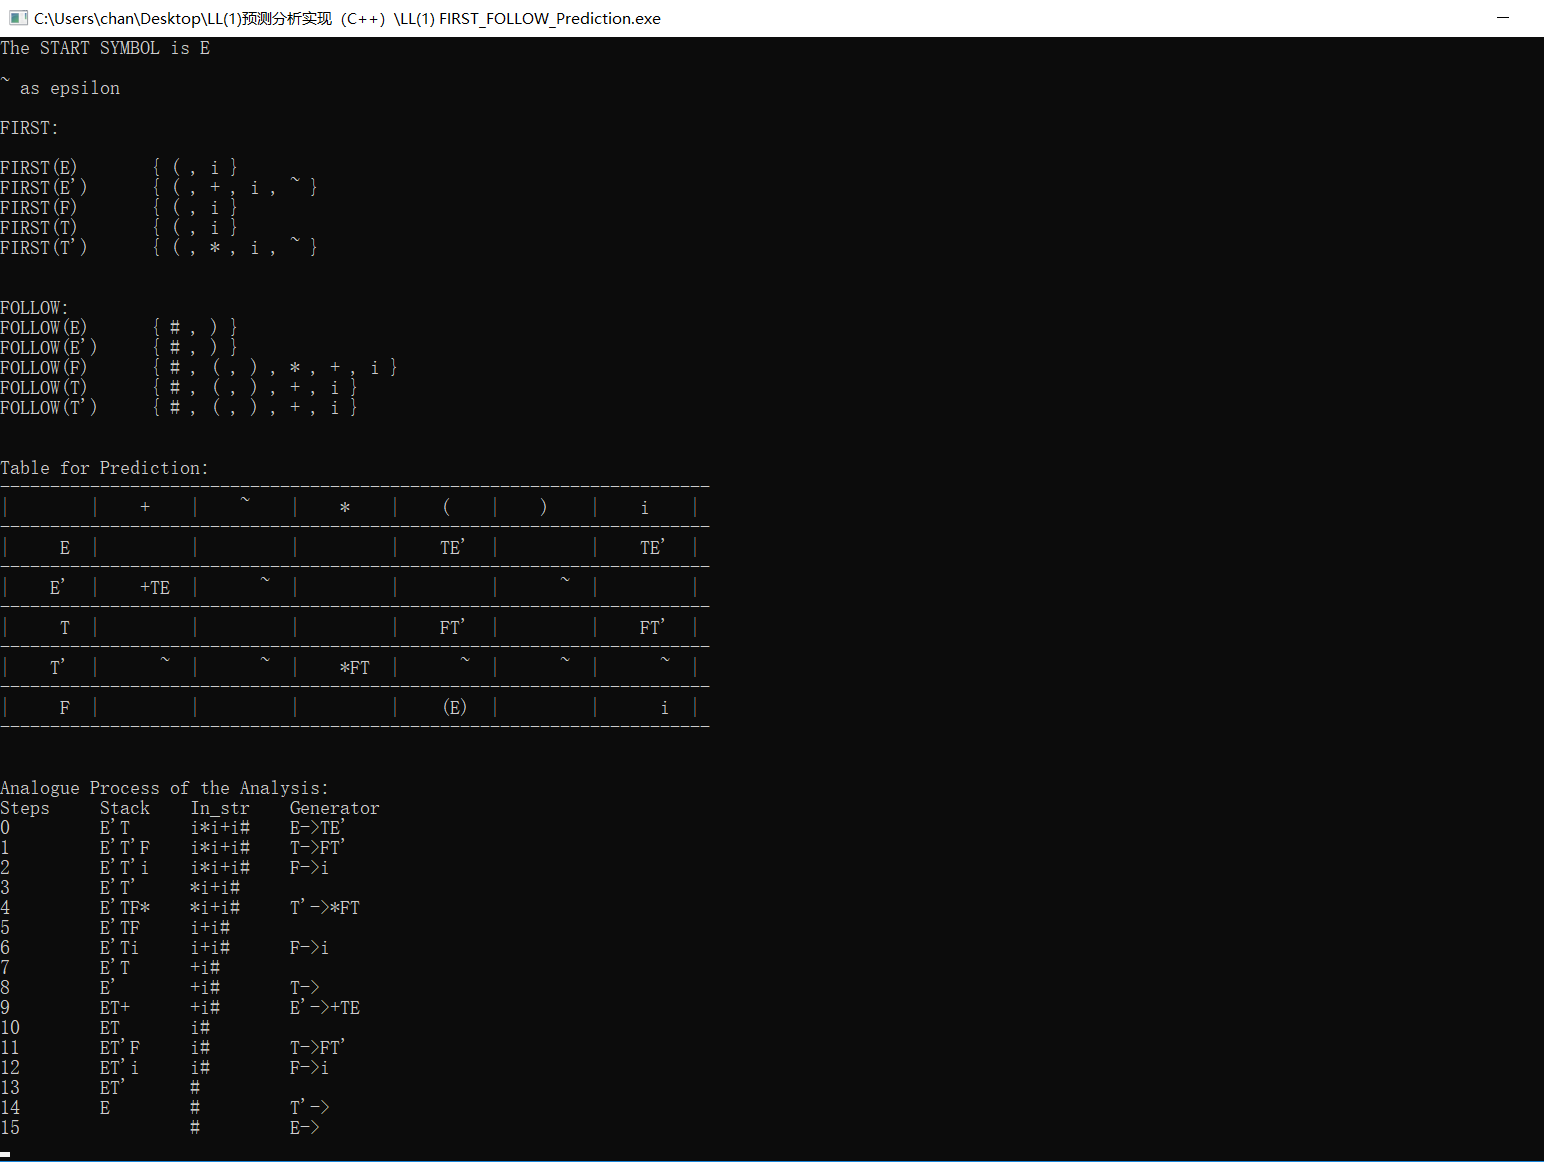 C:\Users\chan\Desktop\LL(1)预测分析实现（C++）\LL(1) FIRST_FOLLOW_Prediction.exe
The START SYMBOL is E
~ as epsilon
FIRST:
FIRST(E) { ( , i }
FIRST(E') { ( , + , i , ~ }
FIRST(F) { ( , i }
FIRST(T) { ( , i }
FIRST(T') { ( , * , i , ~ }
FOLLOW:
FOLLOW(E) { # , ) }
FOLLOW(E') { # , ) }
FOLLOW(F) { # , ( , ) , * , + , i }
FOLLOW(T) { # , ( , ) , + , i }
FOLLOW(T') { # , ( , ) , + , i }
Table for Prediction:
| | + | ~ | * | ( | ) | i |
| E | | | | TE' | | TE' |
| E' | +TE | ~ | | | ~ | |
| T | | | | FT' | | FT' |
| T' | ~ | ~ | *FT | ~ | ~ | ~ |
| F | | | | (E) | | i |
Analogue Process of the Analysis:
Steps Stack In_str Generator
0 E'T i*i+i# E->TE'
1 E'T'F i*i+i# T->FT'
2 E'T'i i*i+i# F->i
3 E'T' *i+i#
4 E'TF* *i+i# T'->*FT
5 E'TF i+i#
6 E'Ti i+i# F->i
7 E'T +i#
8 E' +i# T->
9 ET+ +i# E'->+TE
10 ET i#
11 ET'F i# T->FT'
12 ET'i i# F->i
13 ET' #
14 E # T'->
15 # E->